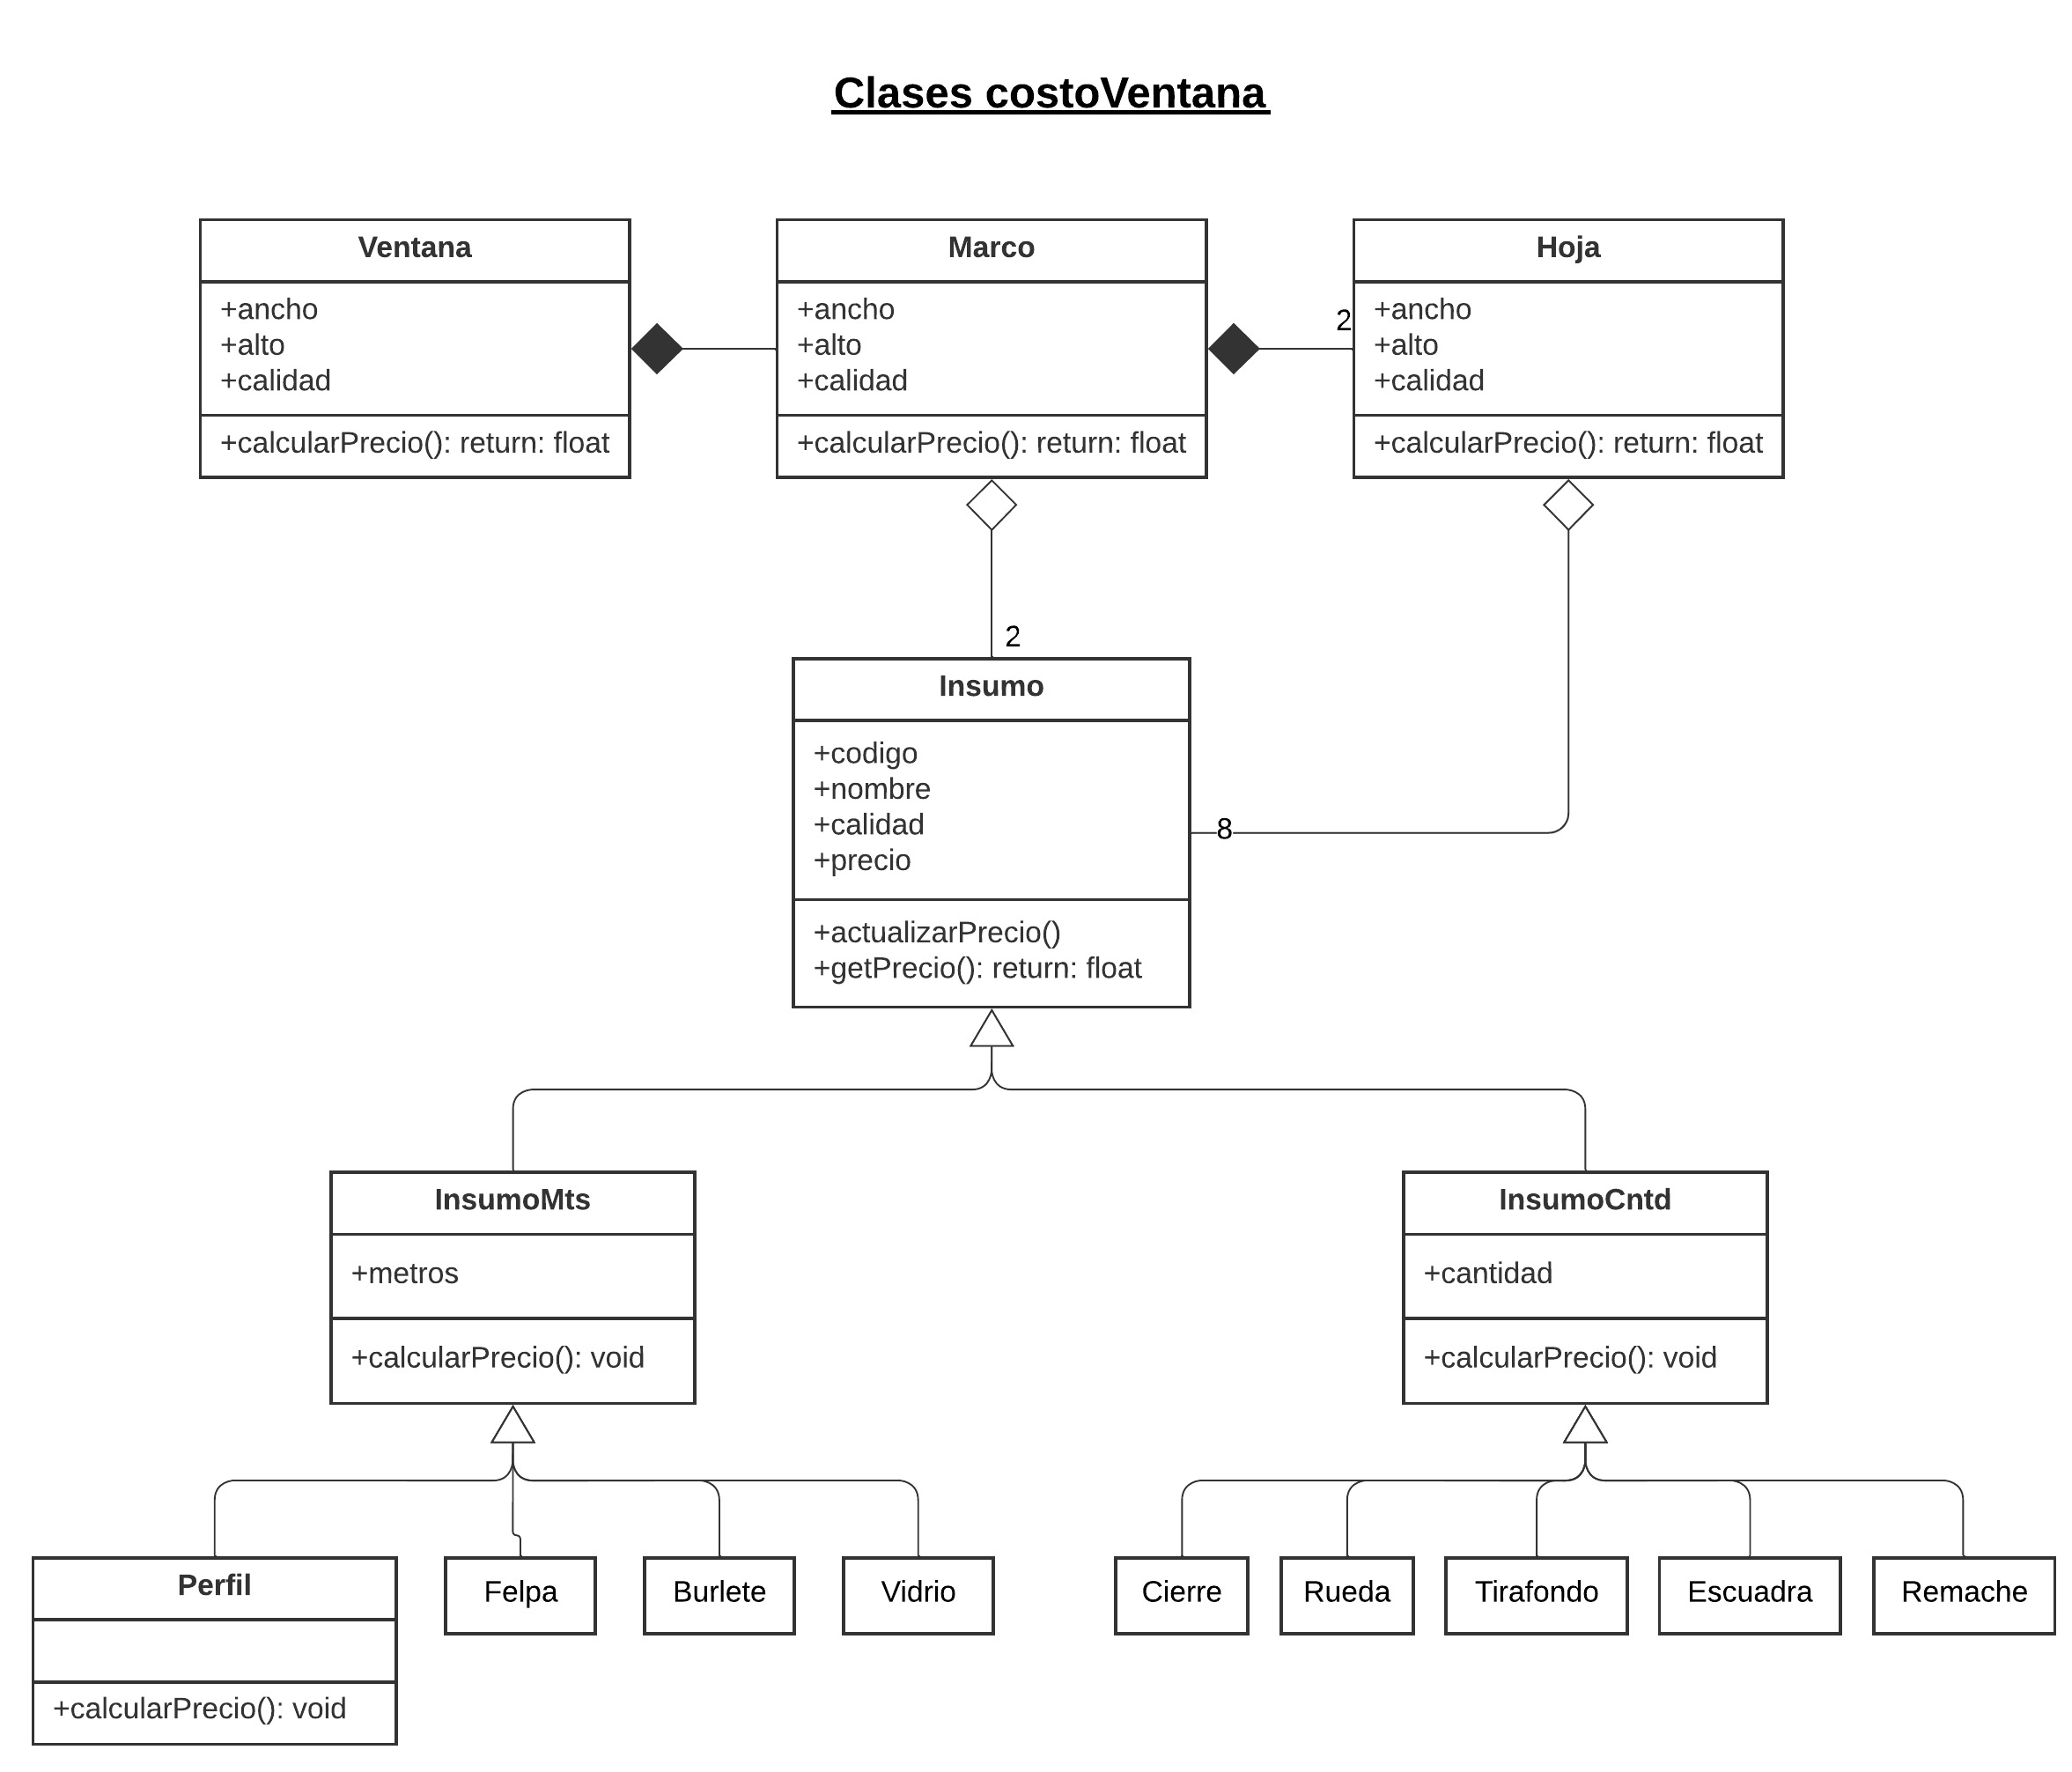 Clases costoVentana
Ventana
+ancho
+alto
+calidad
+calcularPrecio(): return: float
Marco
+ancho
+alto
+calidad
+calcularPrecio(): return: float
2
Hoja
+ancho
+alto
+calidad
+calcularPrecio(): return: float
2
Insumo
+codigo
+nombre
+calidad
+precio
+actualizarPrecio()
+getPrecio(): return: float
8
InsumoMts
+metros
+calcularPrecio(): void
InsumoCntd
+cantidad
+calcularPrecio(): void
Perfil
+calcularPrecio(): void
Felpa
Burlete
Vidrio
Cierre
Rueda
Tirafondo
Escuadra
Remache